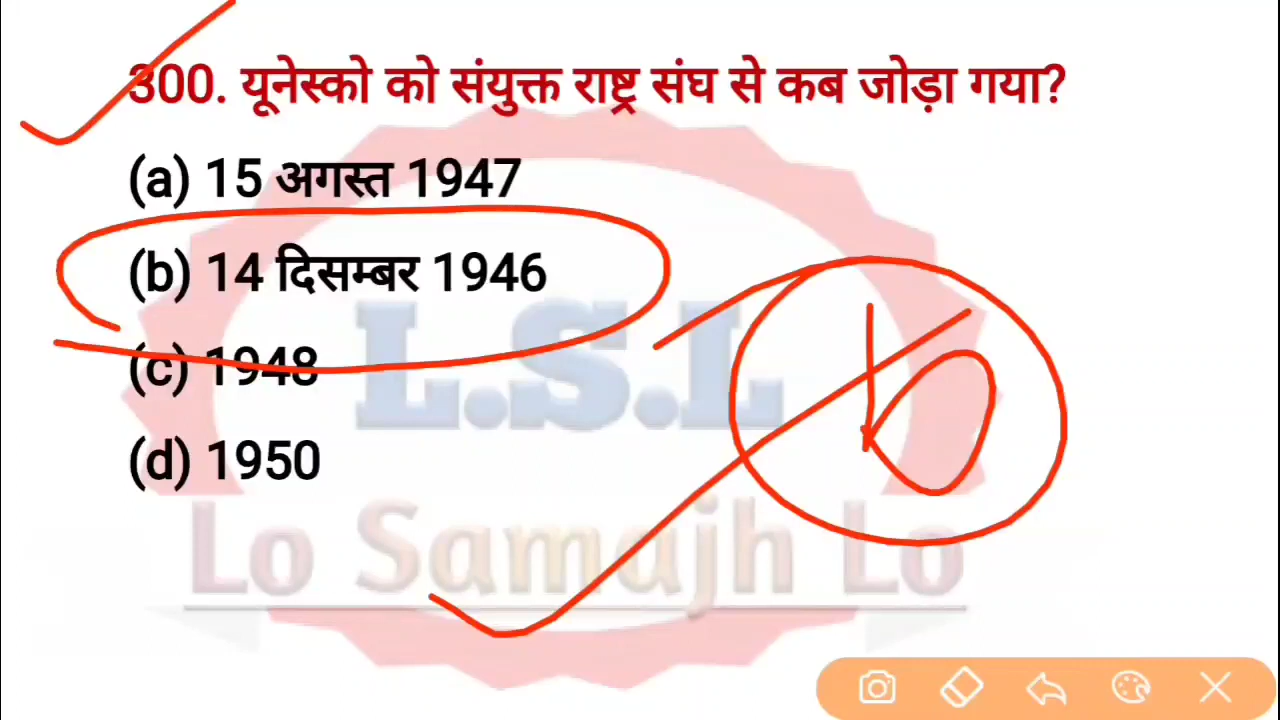 300. यूनेस्को को संयुक्त राष्ट्र संघ से कब जोड़ा गया?
(a) 15 अगस्त 1947
(b) 14 दिसम्बर 1946
(c) 1948
(d) 1950
L.S.L
b
Lo Samajh Lo